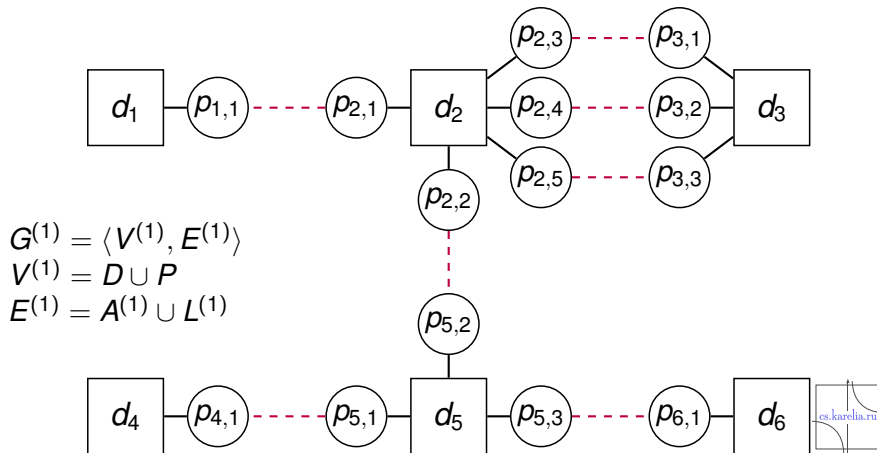 p2,3 p3,1
d1 p1,1 p2,1 d2 p2,4 p3,2 d3
p2,5 p3,3
p2,2
G(1) = ⟨V(1), E(1)⟩
V(1) = D ∪ P
E(1) = A(1) ∪ L(1)
p5,2
d4 p4,1 p5,1 d5 p5,3 p6,1 d6
cs.karelia.ru